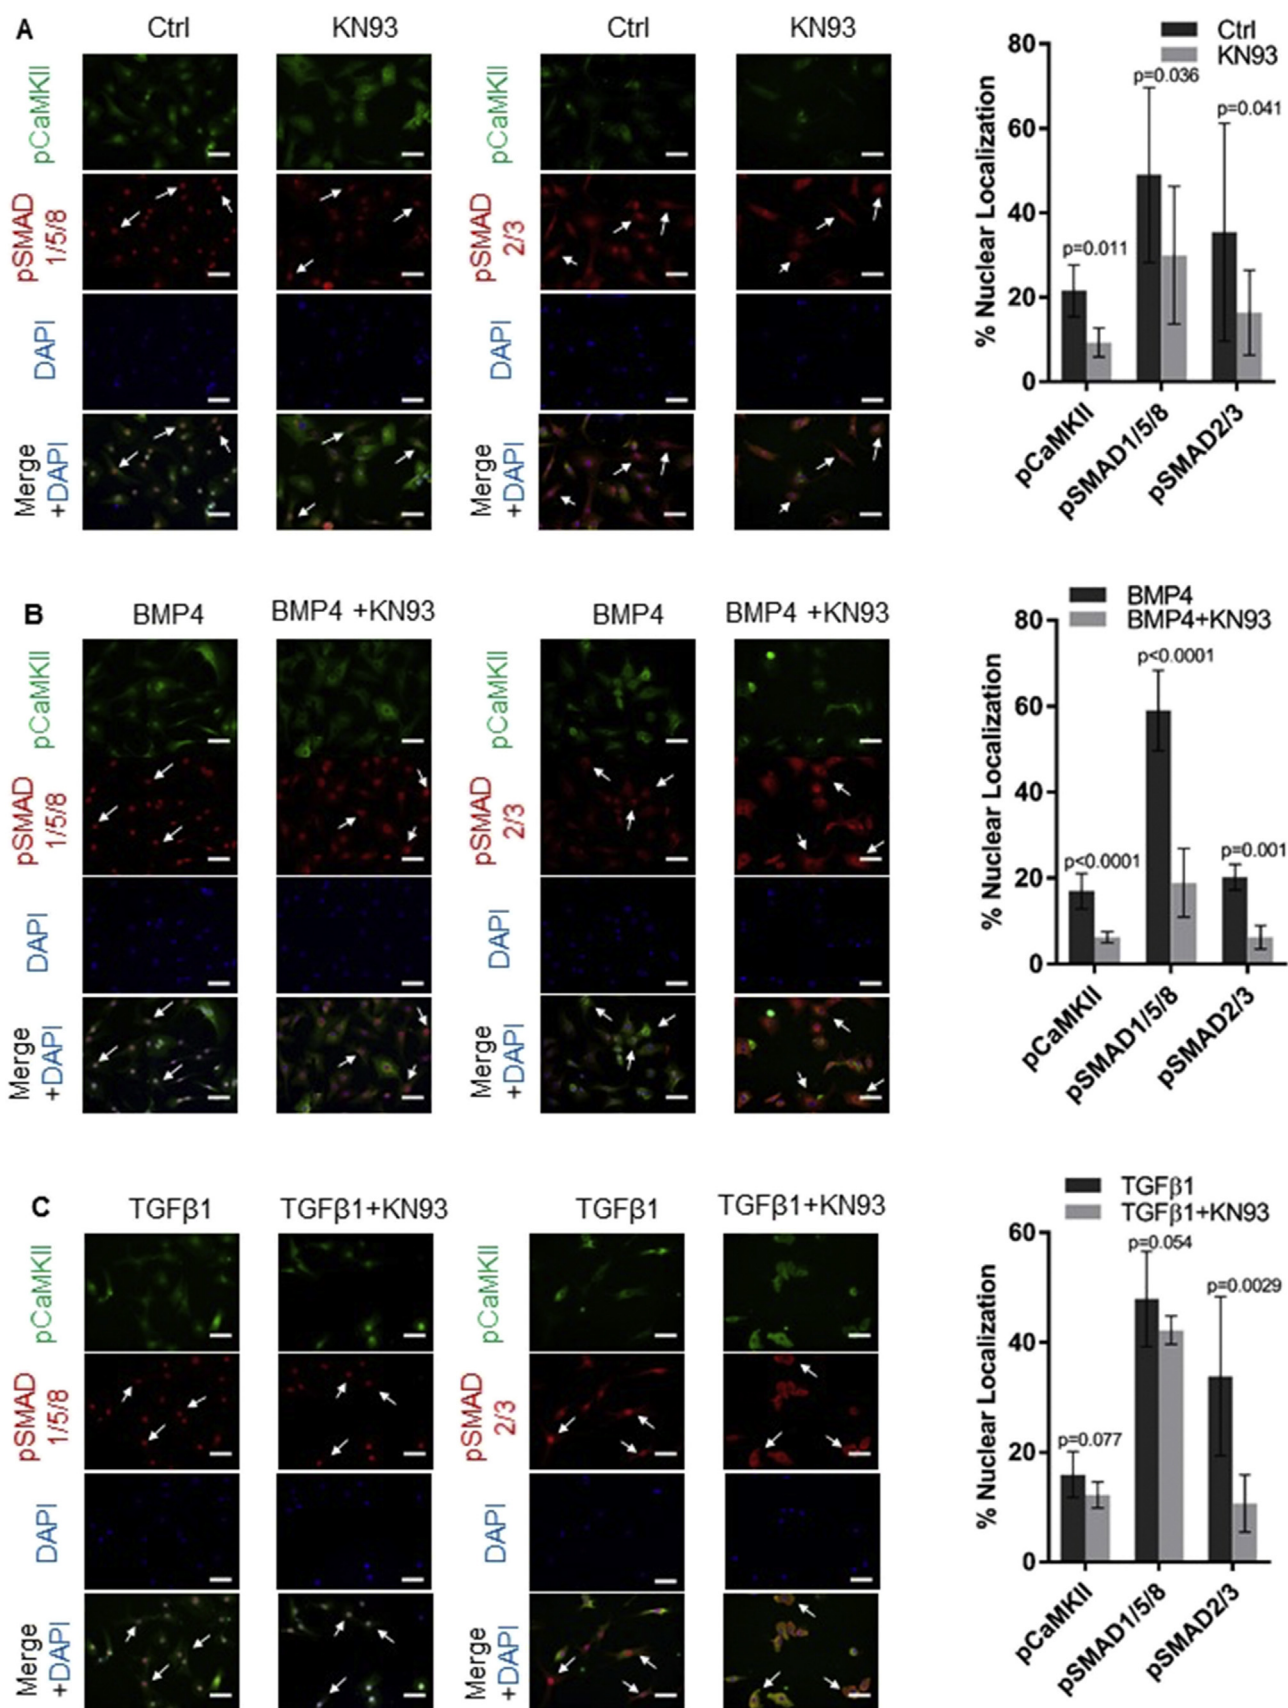 A
Ctrl
KN93
Ctrl
KN93
pCaMKII
pSMAD
1/5/8
DAPI
Merge
+DAPI
pCaMKII
pSMAD
2/3
DAPI
Merge
+DAPI
Ctrl
KN93
% Nuclear Localization
80
60
40
20
0
p=0.011
p=0.036
p=0.041
pCaMKII
pSMAD1/5/8
pSMAD2/3
B
BMP4
BMP4 +KN93
BMP4
BMP4 +KN93
pCaMKII
pSMAD
1/5/8
DAPI
Merge
+DAPI
pCaMKII
pSMAD
2/3
DAPI
Merge
+DAPI
BMP4
BMP4+KN93
% Nuclear Localization
80
60
40
20
0
p<0.0001
p<0.0001
p=0.001
pCaMKII
pSMAD1/5/8
pSMAD2/3
C
TGFβ1
TGFβ1+KN93
TGFβ1
TGFβ1+KN93
pCaMKII
pSMAD
1/5/8
DAPI
Merge
+DAPI
pCaMKII
pSMAD
2/3
DAPI
Merge
+DAPI
TGFβ1
TGFβ1+KN93
% Nuclear Localization
60
40
20
0
p=0.077
p=0.054
p=0.0029
pCaMKII
pSMAD1/5/8
pSMAD2/3